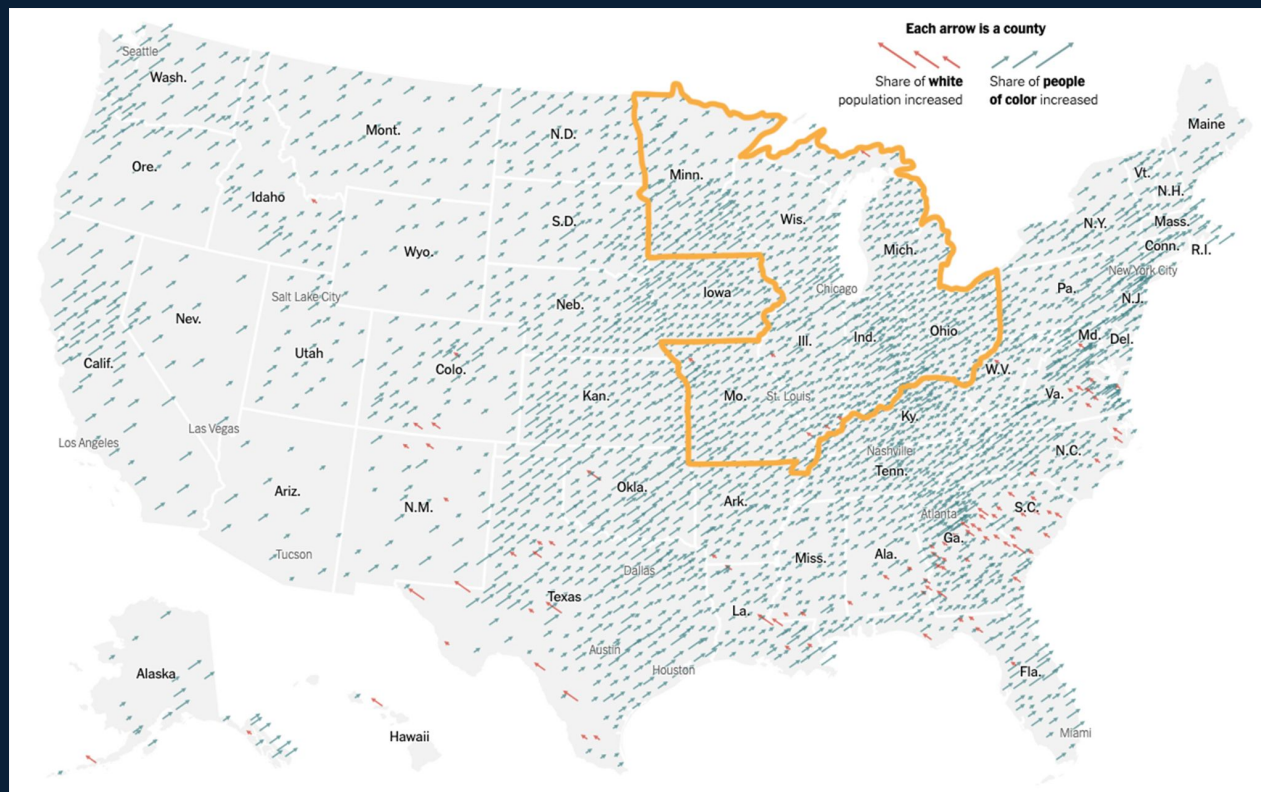 Each arrow is a county
Share of white
population increased
Share of people
of color increased
Seattle
Wash.
Mont.
N.D.
Minn.
Maine
Ore.
Idaho
S.D.
Wis.
Mich.
Vt.
N.H.
N.Y.
Mass.
Conn.
R.I.
Wyo.
Salt Lake City
Nev.
Utah
Neb.
Iowa
Chicago
New York City
Pa.
N.J.
Ill.
Ind.
Ohio
Md.
Del.
Calif.
Colo.
Kan.
Mo.
St. Louis
W.V.
Va.
Ky.
Los Angeles
Las Vegas
Nashville
Tenn.
N.C.
Ariz.
N.M.
Okla.
Ark.
Atlanta
S.C.
Ga.
Tucson
Dallas
Miss.
Ala.
Texas
La.
Austin
Houston
Alaska
Fla.
Hawaii
Miami